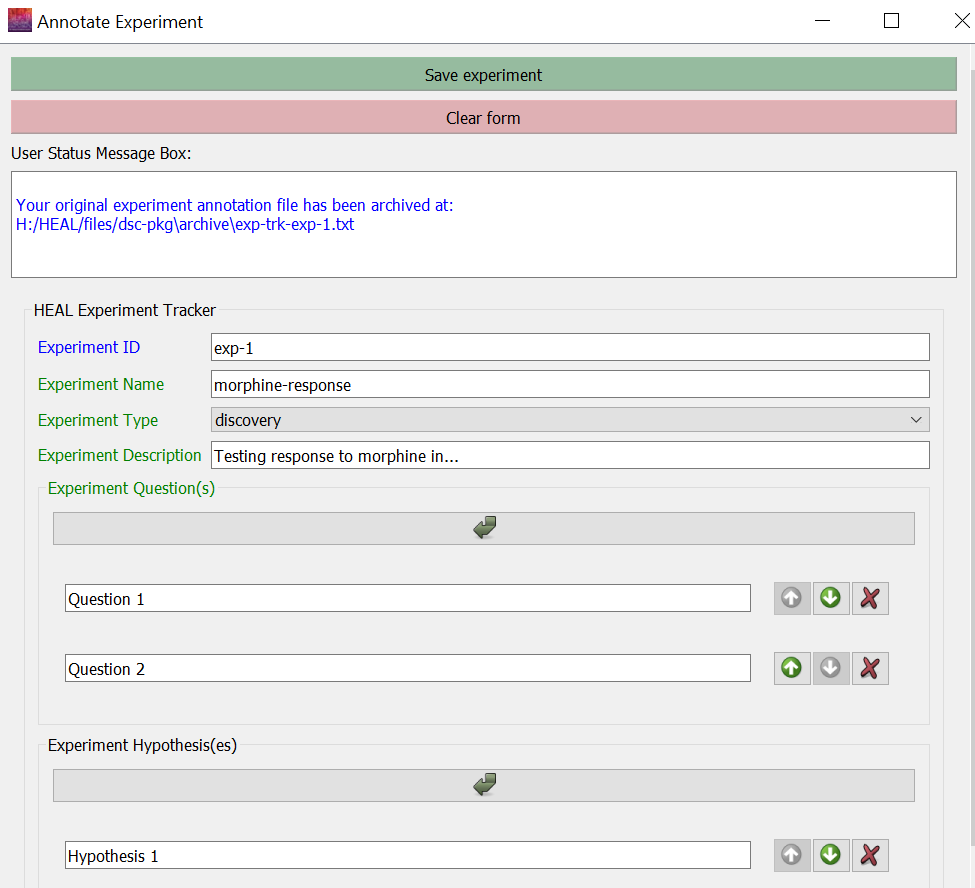 Annotate Experiment
Save experiment
Clear form
User Status Message Box:
Your original experiment annotation file has been archived at:
H:/HEAL/files/dsc-pkg\archive\exp-trk-exp-1.txt
HEAL Experiment Tracker
Experiment ID exp-1
Experiment Name morphine-response
Experiment Type discovery
Experiment Description Testing response to morphine in...
Experiment Question(s)
Question 1
Question 2
Experiment Hypothesis(es)
Hypothesis 1